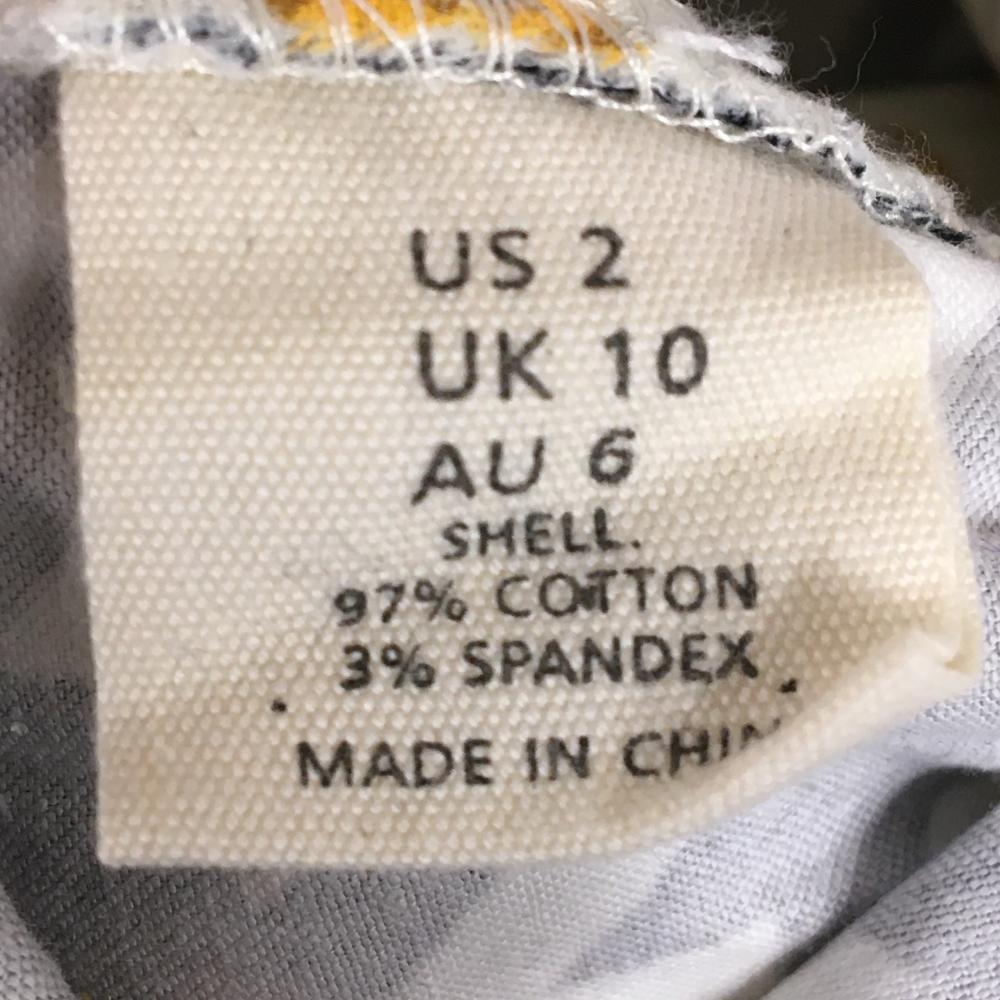 US 2
UK 10
AU 6
SHELL.
97% COTTON
3% SPANDEX
MADE IN CHIN